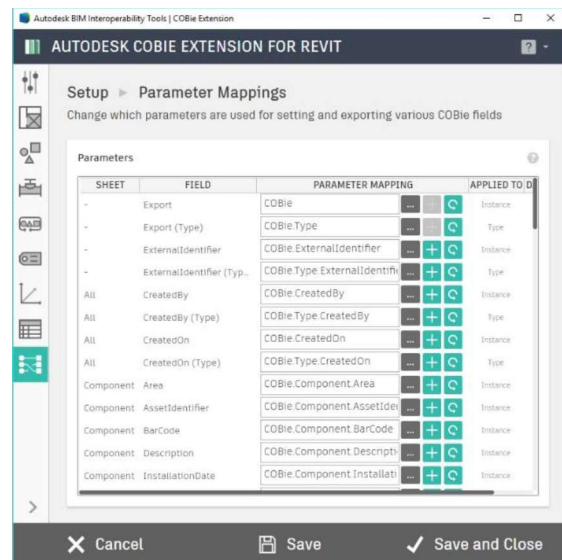 Autodesk BIM Interoperability Tools | COBie Extension
AUTODESK COBIE EXTENSION FOR REVIT
?
Setup ► Parameter Mappings
Change which parameters are used for setting and exporting various COBie fields
Parameters
?
SHEET FIELD PARAMETER MAPPING APPLIED TO D
- Export COBie ... + Instance
- Export (Type) COBie.Type ... + Type
- ExternalIdentifier COBie.ExternalIdentifier ... + Instance
- ExternalIdentifier (Typ... COBie.Type.ExternalIdentifi ... + Type
All CreatedBy COBie.CreatedBy ... + Instance
All CreatedBy (Type) COBie.Type.CreatedBy ... + Type
All CreatedOn COBie.CreatedOn ... + Instance
All CreatedOn (Type) COBie.Type.CreatedOn ... + Type
Component Area COBie.Component.Area ... + Instance
Component AssetIdentifier COBie.Component.AssetIde ... + Instance
Component BarCode COBie.Component.BarCode ... + Instance
Component Description COBie.Component.Descripti ... + Instance
Component InstallationDate COBie.Component.Installati ... + Instance
Cancel Save Save and Close